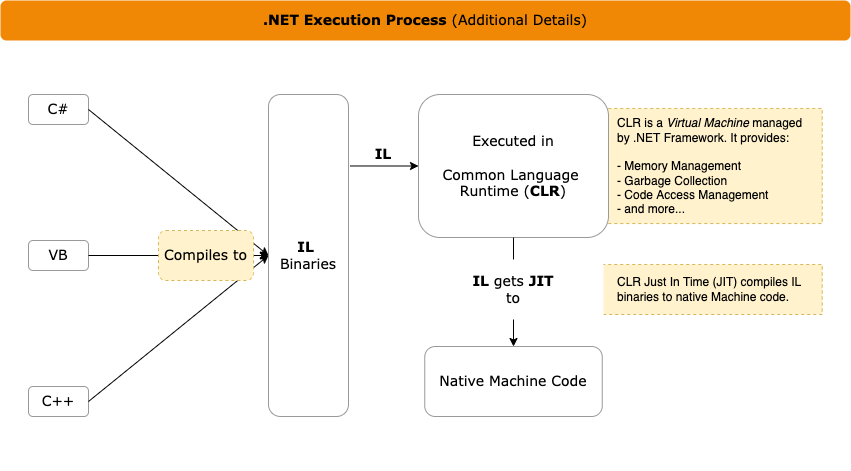 .NET Execution Process (Additional Details)
C#
VB
C++
Compiles to
IL
Binaries
IL
Executed in
Common Language
Runtime (CLR)
CLR is a Virtual Machine managed
by .NET Framework. It provides:
- Memory Management
- Garbage Collection
- Code Access Management
- and more...
IL gets JIT
to
CLR Just In Time (JIT) compiles IL
binaries to native Machine code.
Native Machine Code